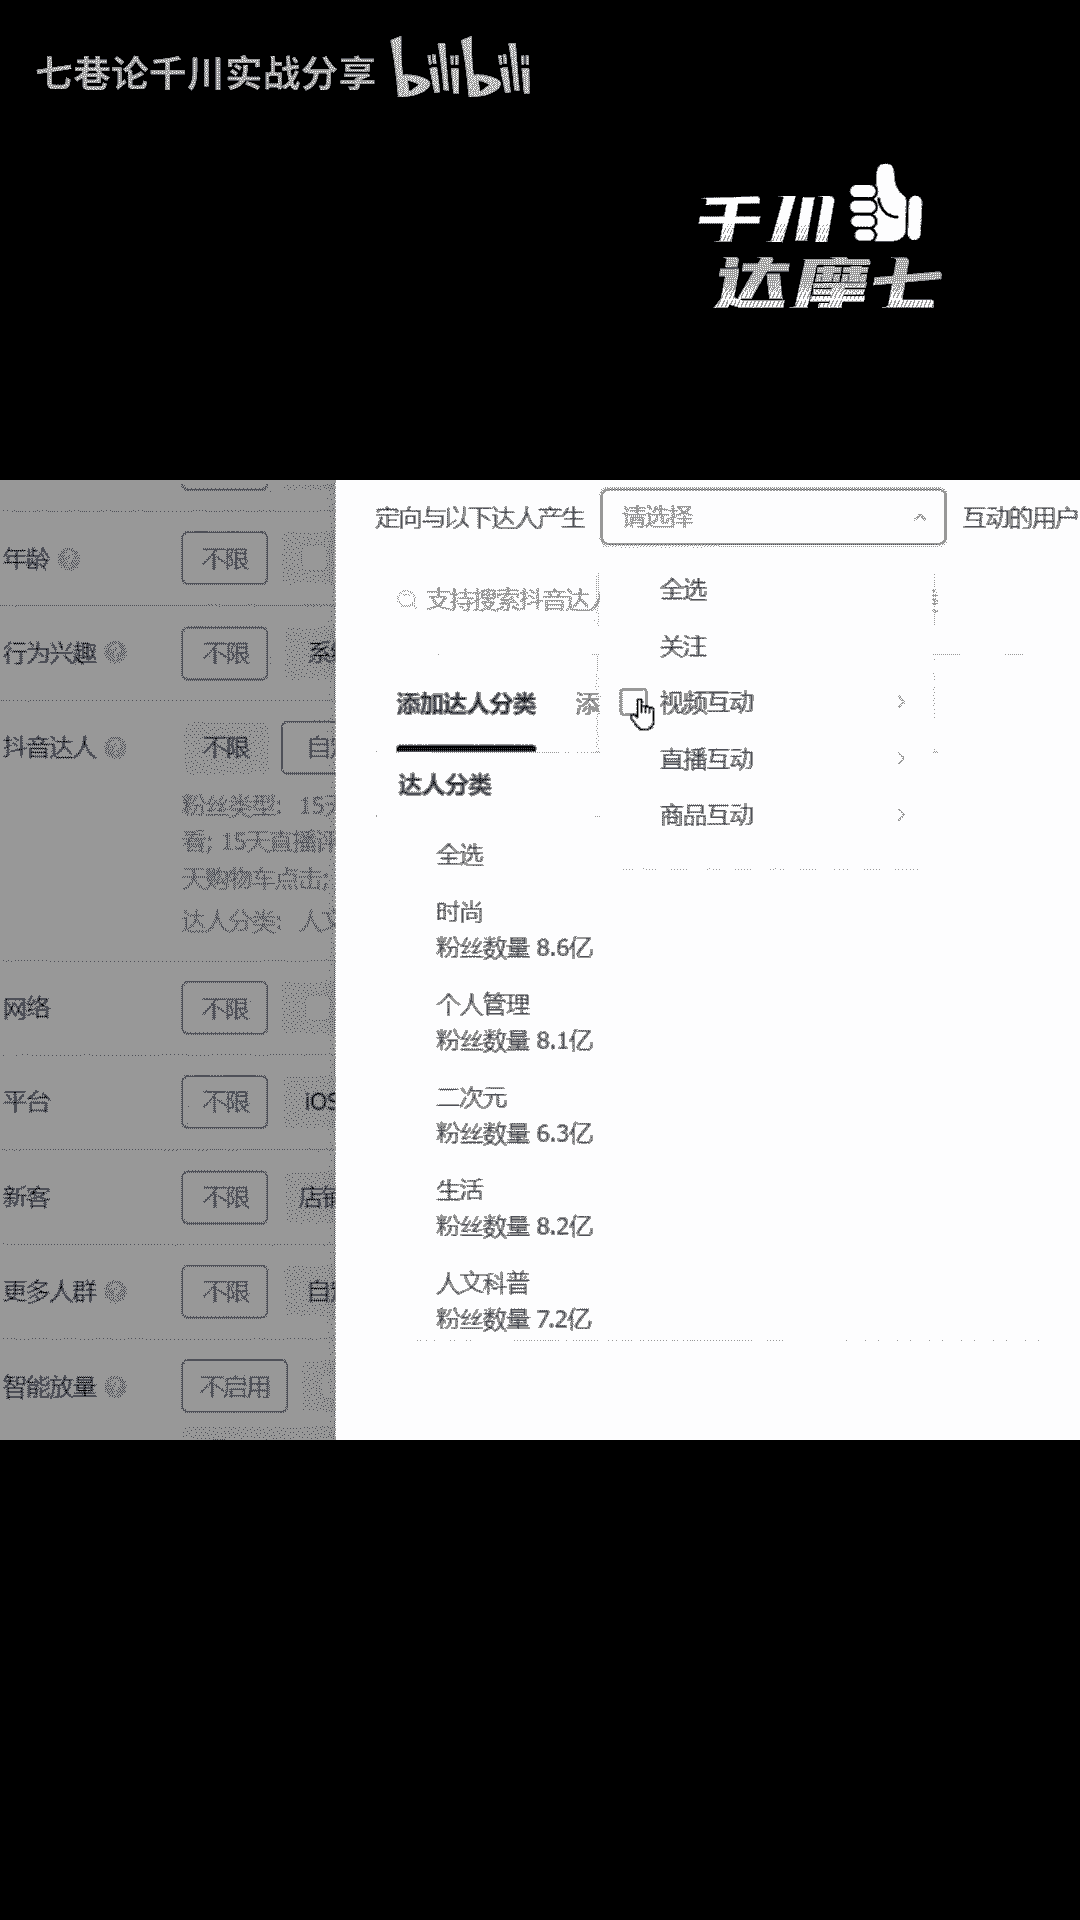 七巷论千川实战分享 bilibili
千川
达摩七
定向与以下达人产生 请选择 互动的用户
年龄 不限
支持搜索抖音达人
全选
关注
行为兴趣 不限
添加达人分类 添
视频互动
抖音达人 不限
直播互动
达人分类
粉丝类型: 15天
商品互动
看; 15天直播评
全选
天购物车点击;
时尚
达人分类: 人文
粉丝数量 8.6亿
网络 不限
个人管理
粉丝数量 8.1亿
平台 不限 iOS
二次元
粉丝数量 6.3亿
新客 不限 店铺
生活
粉丝数量 8.2亿
更多人群 不限
人文科普
粉丝数量 7.2亿
智能放量 不启用